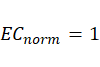 EC_norm = 1